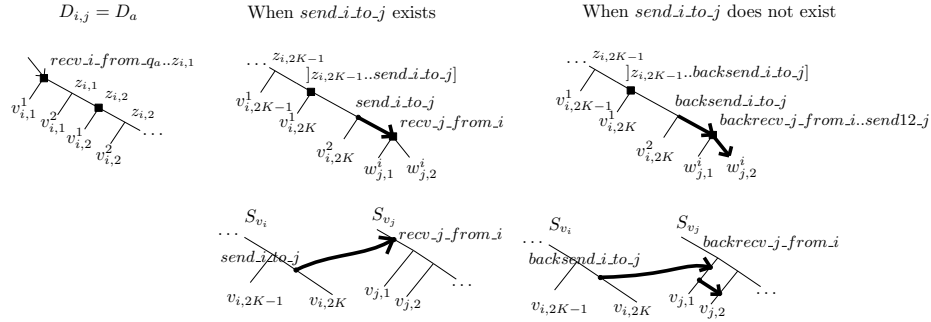 D_{i,j} = D_a
When send_i_to_j exists
When send_i_to_j does not exist
recv_i_from_q_a..z_{i,1}
z_{i,1}
z_{i,2}
z_{i,2}
v^1_{i,1}
v^2_{i,1}
v^1_{i,2}
v^2_{i,2}
...
... z_{i,2K−1}
]z_{i,2K−1}..send_i_to_j]
send_i_to_j
recv_j_from_i
v^1_{i,2K−1}
v^1_{i,2K}
v^2_{i,2K}
w^i_{j,1}
w^i_{j,2}
... z_{i,2K−1}
]z_{i,2K−1}..backsend_i_to_j]
backsend_i_to_j
backrecv_j_from_i..send12_j
v^1_{i,2K−1}
v^1_{i,2K}
v^2_{i,2K}
w^i_{j,1}
w^i_{j,2}
S_{v_i}
S_{v_j}
...
recv_j_from_i
send_i_to_j
v_{i,2K−1}
v_{i,2K}
v_{j,1}
v_{j,2}
...
S_{v_i}
S_{v_j}
...
backrecv_j_from_i
backsend_i_to_j
v_{i,2K−1}
v_{i,2K}
v_{j,1}
v_{j,2}
...